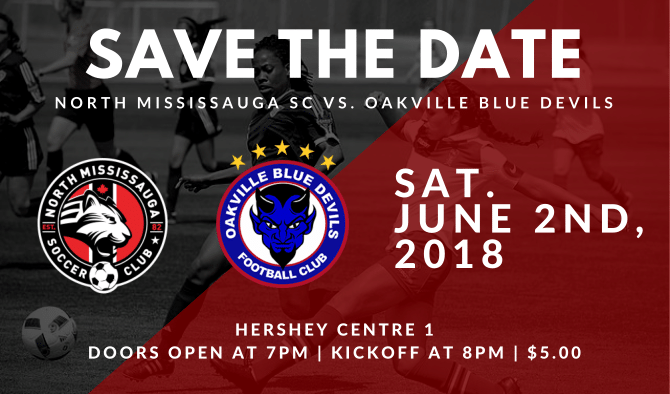 SAVE THE DATE
NORTH MISSISSAUGA SC VS. OAKVILLE BLUE DEVILS
NORTH MISSISSAUGA
EST. 82
SOCCER CLUB
OAKVILLE BLUE DEVILS
FOOTBALL CLUB
SAT.
JUNE 2ND,
2018
HERSHEY CENTRE 1
DOORS OPEN AT 7PM | KICKOFF AT 8PM | $5.00